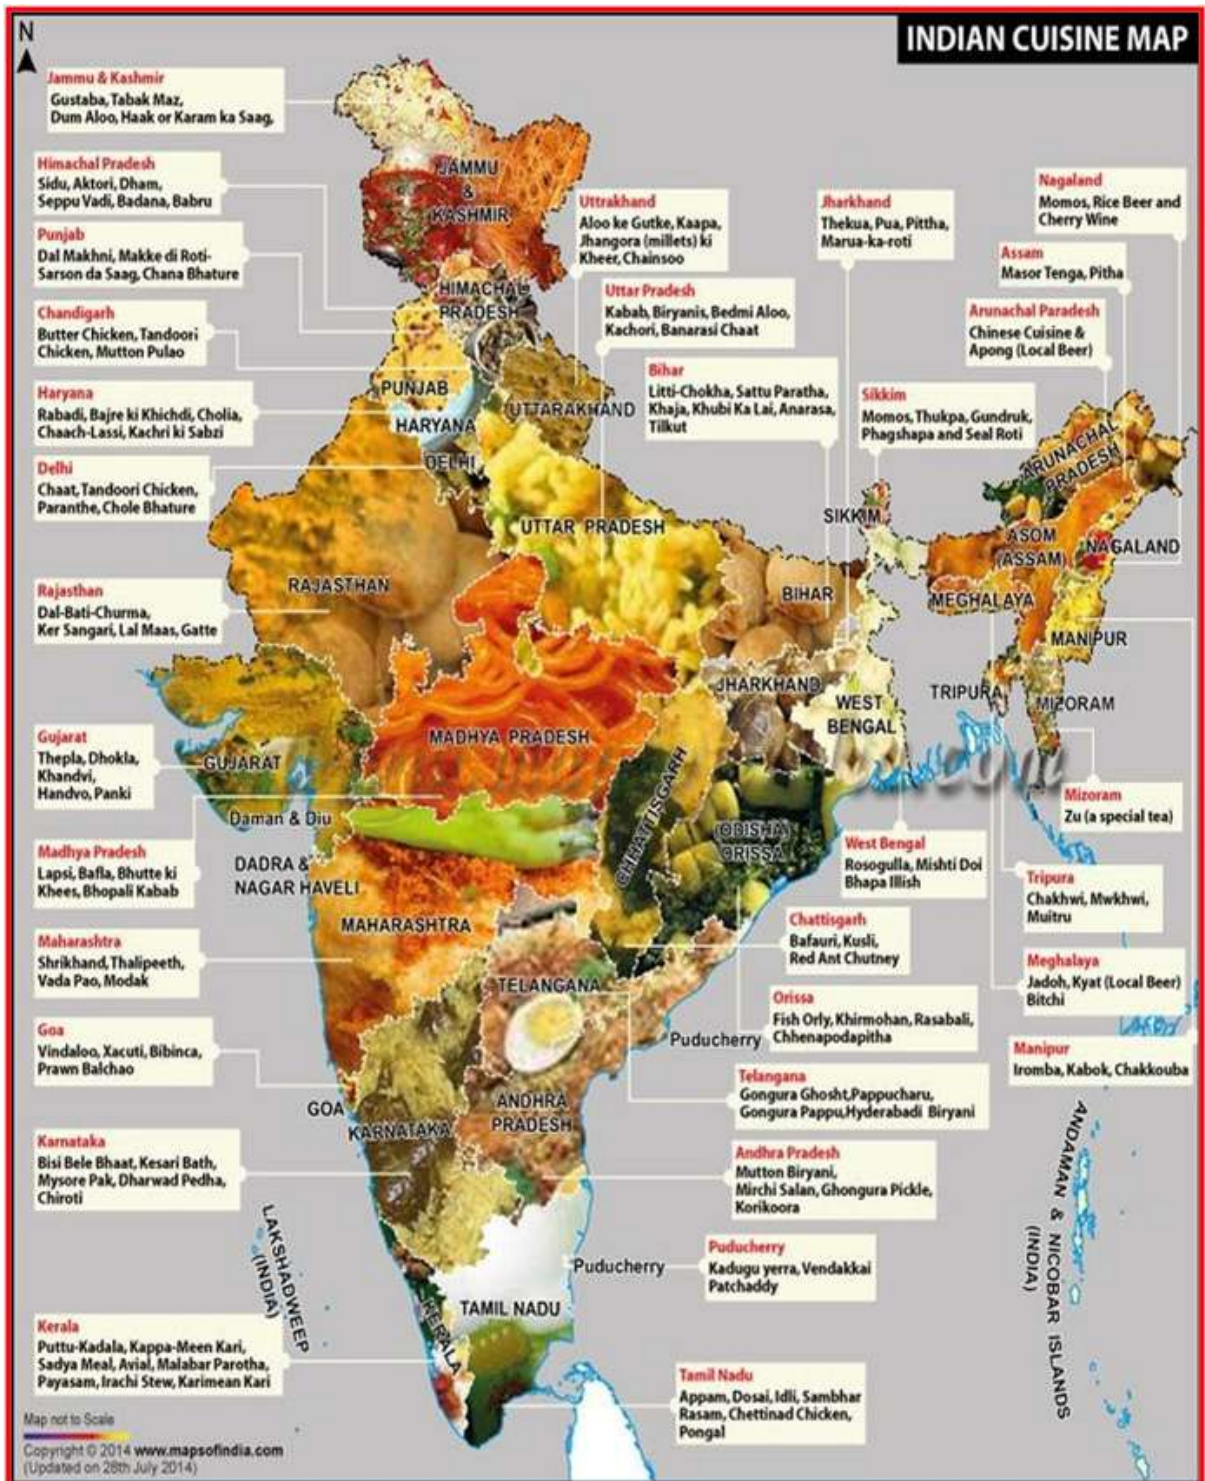 N
INDIAN CUISINE MAP
Jammu & Kashmir
Gustaba, Tabak Maz,
Dum Aloo, Haak or Karam ka Saag,
Himachal Pradesh
Sidu, Aktori, Dham,
Seppu Vadi, Badana, Babru
Punjab
Dal Makhni, Makke di Roti-
Sarson da Saag, Chana Bhature
Chandigarh
Butter Chicken, Tandoori
Chicken, Mutton Pulao
Haryana
Rabadi, Bajre ki Khichdi, Cholia,
Chaach-Lassi, Kachri ki Sabzi
Delhi
Chaat, Tandoori Chicken,
Paranthe, Chole Bhature
Rajasthan
Dal-Bati-Churma,
Ker Sangari, Lal Maas, Gatte
Gujarat
Thepla, Dhokla,
Khandvi,
Handvo, Panki
Madhya Pradesh
Lapsi, Bafla, Bhutte ki
Khees, Bhopali Kabab
Maharashtra
Shrikhand, Thalipeeth,
Vada Pao, Modak
Goa
Vindaloo, Xacuti, Bibinca,
Prawn Balchao
Karnataka
Bisi Bele Bhaat, Kesari Bath,
Mysore Pak, Dharwad Pedha,
Chiroti
Kerala
Puttu-Kadala, Kappa-Meen Kari,
Sadya Meal, Avial, Malabar Parotha,
Payasam, Irachi Stew, Karimean Kari
Uttrakhand
Aloo ke Gutke, Kaapa,
Jhangora (millets) ki
Kheer, Chainsoo
Uttar Pradesh
Kabab, Biryanis, Bedmi Aloo,
Kachori, Banarasi Chaat
Bihar
Litti-Chokha, Sattu Paratha,
Khaja, Khubi Ka Lai, Anarasa,
Tilkut
Jharkhand
Thekua, Pua, Pittha,
Marua-ka-roti
Nagaland
Momos, Rice Beer and
Cherry Wine
Assam
Masor Tenga, Pitha
Arunachal Paradesh
Chinese Cuisine &
Apong (Local Beer)
Sikkim
Momos, Thukpa, Gundruk,
Phagshapa and Seal Roti
Mizoram
Zu (a special tea)
West Bengal
Rosogulla, Mishti Doi
Bhapa Illish
Tripura
Chakhwi, Mwkhwi,
Muitru
Chattisgarh
Bafauri, Kusli,
Red Ant Chutney
Meghalaya
Jadoh, Kyat (Local Beer)
Bitchi
Orissa
Fish Orly, Khirmohan, Rasabali,
Chhenapodapitha
Manipur
Iromba, Kabok, Chakkouba
Telangana
Gongura Ghosht,Pappucharu,
Gongura Pappu,Hyderabadi Biryani
Andhra Pradesh
Mutton Biryani,
Mirchi Salan, Ghongura Pickle,
Korikoora
Puducherry
Kadugu yerra, Vendakkai
Patchaddy
Tamil Nadu
Appam, Dosai, Idli, Sambhar
Rasam, Chettinad Chicken,
Pongal
JAMMU
&
KASHMIR
HIMACHAL
PRADESH
PUNJAB
UTTARAKHAND
HARYANA
DELHI
UTTAR PRADESH
RAJASTHAN
BIHAR
SIKKIM
ARUNACHAL
PRADESH
ASOM
(ASSAM)
NAGALAND
MEGHALAYA
MANIPUR
TRIPURA
MIZORAM
JHARKHAND
WEST
BENGAL
MADHYA PRADESH
GUJARAT
Daman & Diu
DADRA &
NAGAR HAVELI
CHHATTISGARH
(ODISHA)
ORISSA
MAHARASHTRA
TELANGANA
Puducherry
GOA
KARNATAKA
ANDHRA
PRADESH
Puducherry
TAMIL NADU
KERALA
LAKSHADWEEP
(INDIA)
ANDAMAN & NICOBAR ISLANDS
(INDIA)
Map not to Scale
Copyright © 2014 www.mapsofindia.com
(Updated on 28th July 2014)